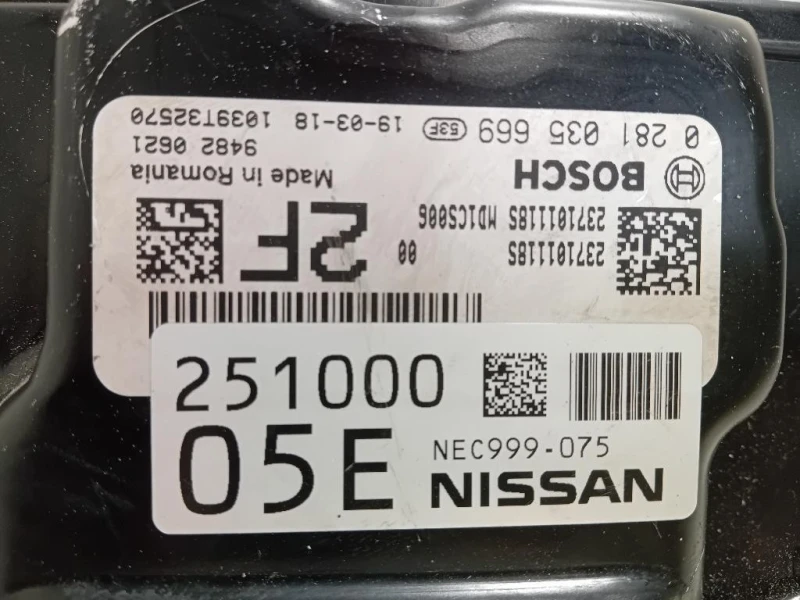 0 281 035 669 53F 19-03-18 1039T32570
BOSCH
9482 0621
Made in Romania
237101118S MD1CS006
237101118S 00
2F
251000
05E
NEC999-075
NISSAN